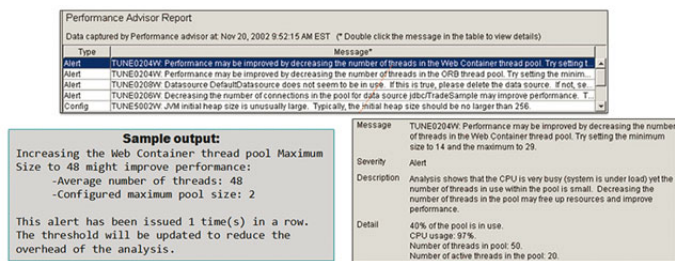 Performance Advisor Report
Data captured by Performance advisor at: Nov 20, 2002 9:52:15 AM EST (* Double click the message in the table to view details)
Type Message*
Alert TUNE0204W: Performance may be improved by decreasing the number of threads in the Web Container thread pool. Try setting t...
Alert TUNE0204W: Performance may be improved by decreasing the number of threads in the ORB thread pool. Try setting the minim...
Alert TUNE0208W: Datasource DefaultDatasource does not seem to be in use. If this is true, please delete the data source. If not, se...
Alert TUNE0206W: Decreasing the number of connections in the pool for data source jdbc/TradeSample may improve performance. T...
Config TUNE5002W: JVM initial heap size is unusually large. Typically, the initial heap size should be no larger than 256.
Sample output:
Increasing the Web Container thread pool Maximum
Size to 48 might improve performance:
-Average number of threads: 48
-Configured maximum pool size: 2
This alert has been issued 1 time(s) in a row.
The threshold will be updated to reduce the
overhead of the analysis.
Message TUNE0204W: Performance may be improved by decreasing the number
of threads in the Web Container thread pool. Try setting the minimum
size to 14 and the maximum to 29.
Severity Alert
Description Analysis shows that the CPU is very busy (system is under load) yet the
number of threads in use within the pool is small. Decreasing the
number of threads in the pool may free up resources and improve
performance.
Detail 40% of the pool is in use.
CPU usage: 97%.
Number of threads in pool: 50.
Number of active threads in the pool: 20.